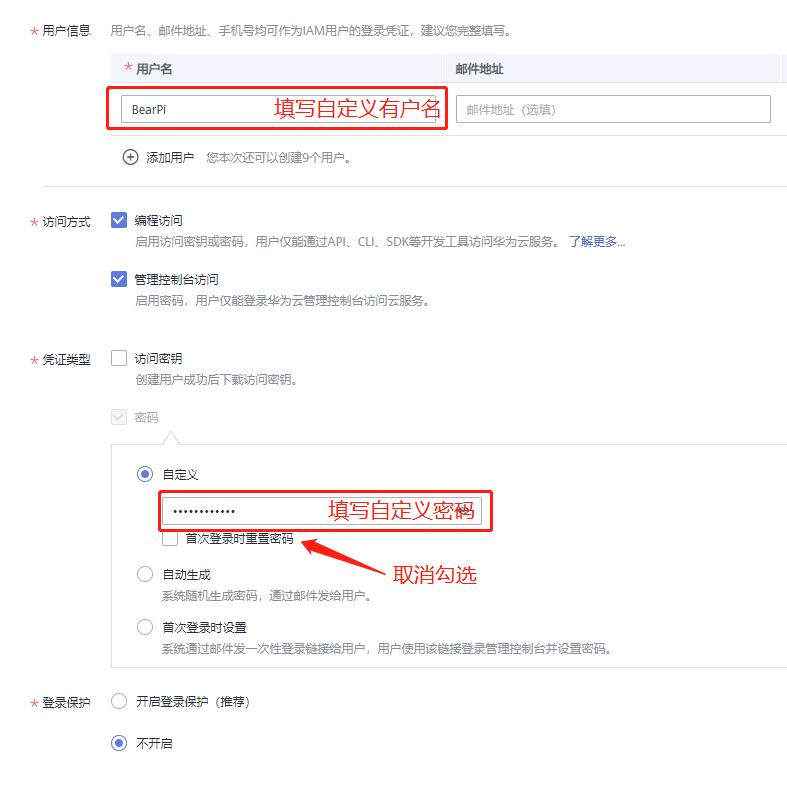 * 用户信息 用户名、邮件地址、手机号均可作为IAM用户的登录凭证，建议您完整填写。
* 用户名 邮件地址
BearPi 填写自定义有户名 邮件地址（选填）
添加用户 您本次还可以创建9个用户。
* 访问方式 编程访问
启用访问密钥或密码，用户仅能通过API、CLI、SDK等开发工具访问华为云服务。 了解更多...
管理控制台访问
启用密码，用户仅能登录华为云管理控制台访问云服务。
* 凭证类型 访问密钥
创建用户成功后下载访问密钥。
密码
自定义
············ 填写自定义密码
首次登录时重置密码
取消勾选
自动生成
系统随机生成密码，通过邮件发给用户。
首次登录时设置
系统通过邮件发一次性登录链接给用户，用户使用该链接登录管理控制台并设置密码。
* 登录保护 开启登录保护（推荐）
不开启